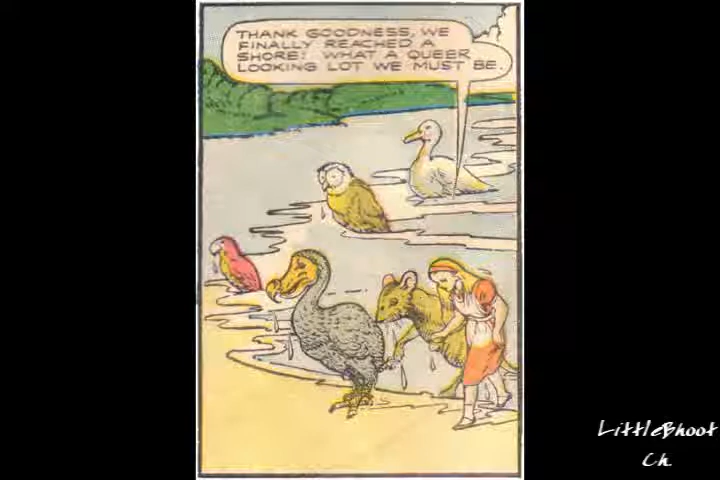 THANK GOODNESS, WE
FINALLY REACHED A
SHORE! WHAT A QUEER
LOOKING LOT WE MUST BE.
LittleBhoot
Ch